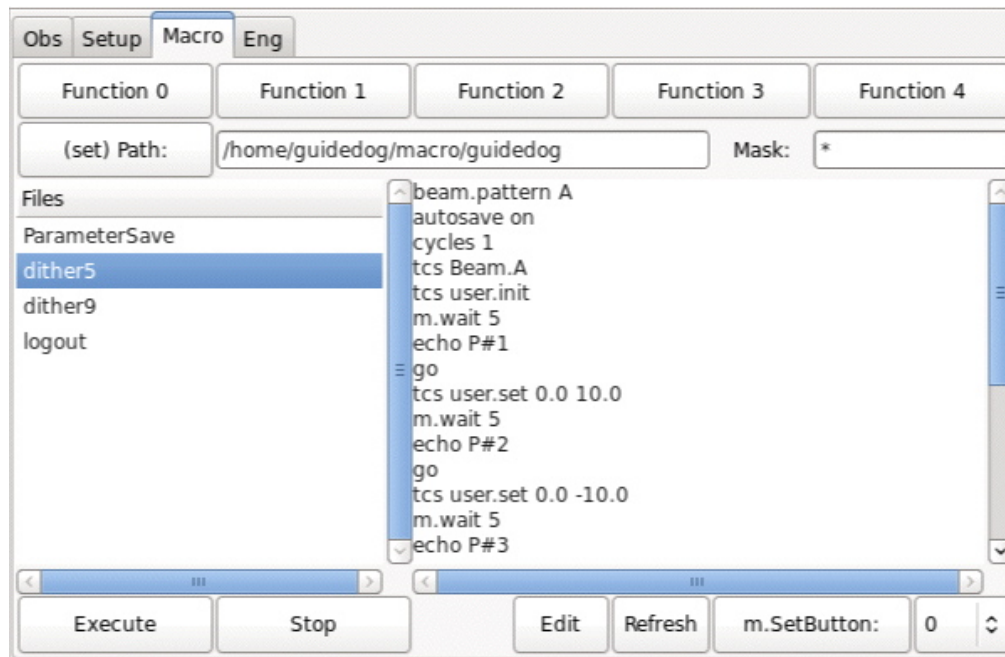 Obs Setup Macro Eng
Function 0 Function 1 Function 2 Function 3 Function 4
(set) Path: /home/guidedog/macro/guidedog Mask: *
Files
ParameterSave
dither5
dither9
logout
beam.pattern A
autosave on
cycles 1
tcs Beam.A
tcs user.init
m.wait 5
echo P#1
go
tcs user.set 0.0 10.0
m.wait 5
echo P#2
go
tcs user.set 0.0 -10.0
m.wait 5
echo P#3
Execute Stop Edit Refresh m.SetButton: 0